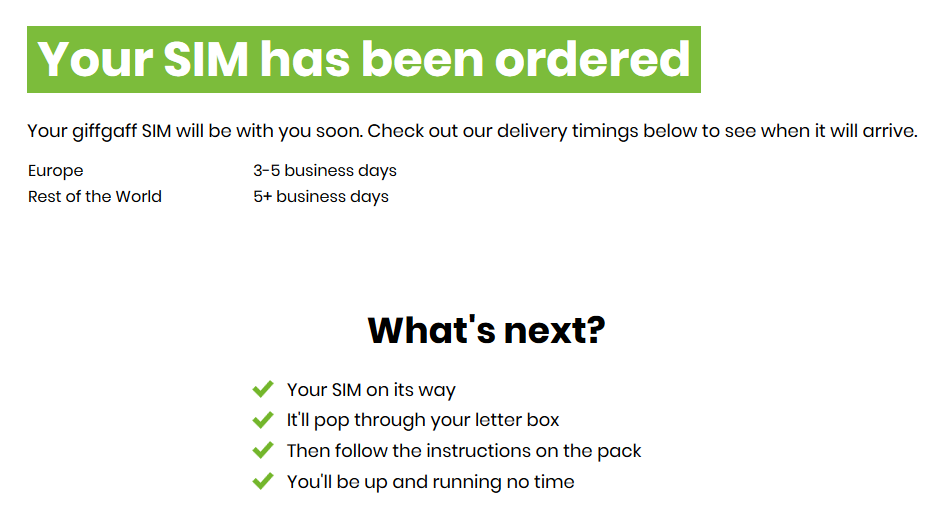 Your SIM has been ordered
Your giffgaff SIM will be with you soon. Check out our delivery timings below to see when it will arrive.
Europe 3-5 business days
Rest of the World 5+ business days
What's next?
Your SIM on its way
It'll pop through your letter box
Then follow the instructions on the pack
You'll be up and running no time